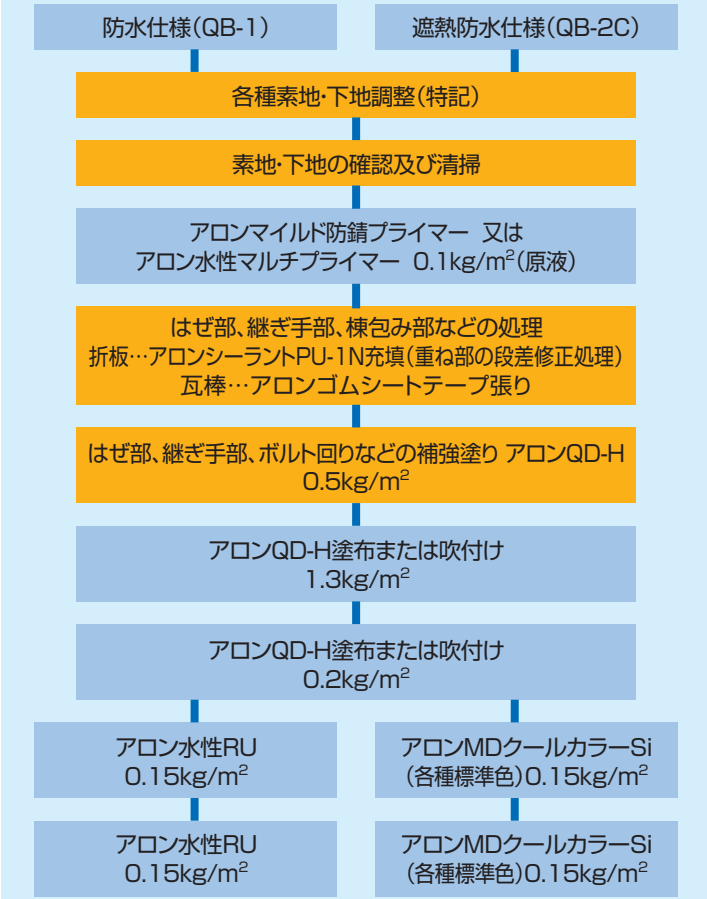 防水仕様(QB-1)
遮熱防水仕様(QB-2C)
各種素地・下地調整(特記)
素地・下地の確認及び清掃
アロンマイルド防錆プライマー 又は
アロン水性マルチプライマー 0.1kg/m²(原液)
はぜ部、継ぎ手部、棟包み部などの処理
折板…アロンシーラントPU-1N充填(重ね部の段差修正処理)
瓦棒…アロンゴムシートテープ張り
はぜ部、継ぎ手部、ボルト回りなどの補強塗り アロンQD-H
0.5kg/m²
アロンQD-H塗布または吹付け
1.3kg/m²
アロンQD-H塗布または吹付け
0.2kg/m²
アロン水性RU
0.15kg/m²
アロンMDクールカラーSi
(各種標準色)0.15kg/m²
アロン水性RU
0.15kg/m²
アロンMDクールカラーSi
(各種標準色)0.15kg/m²